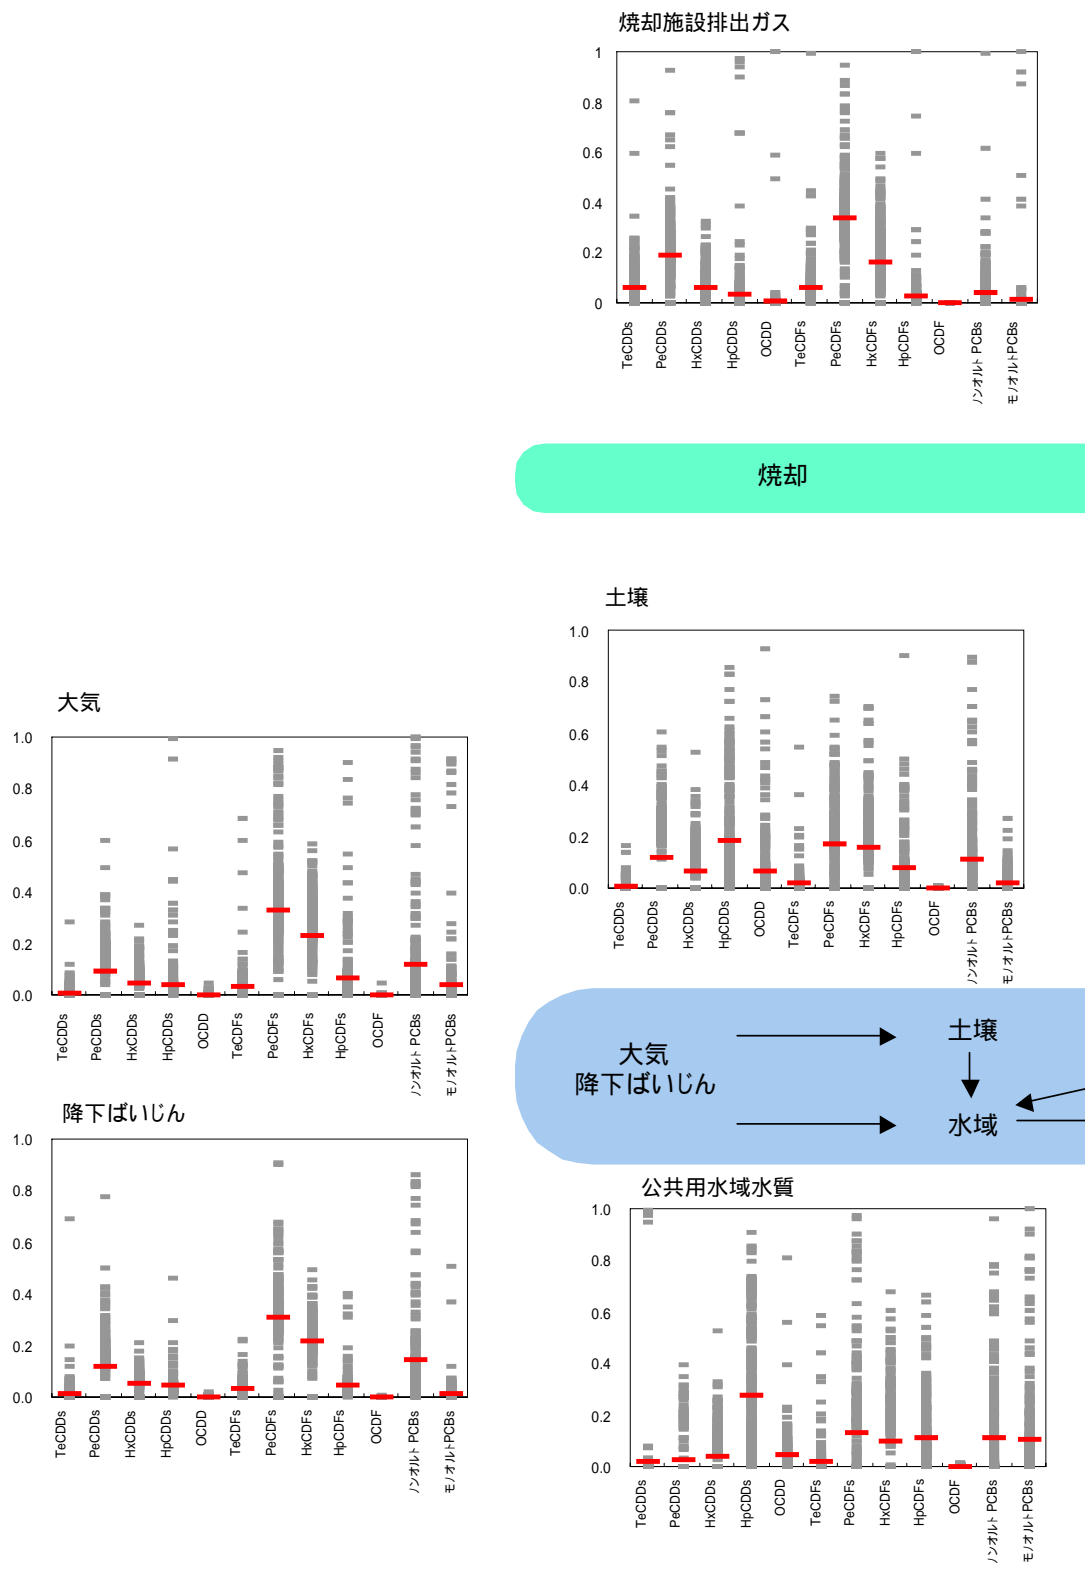 焼却施設排出ガス
1
0.8
0.6
0.4
0.2
0
TeCDDs
PeCDDs
HxCDDs
HpCDDs
OCDD
TeCDFs
PeCDFs
HxCDFs
HpCDFs
OCDF
ノンオルト PCBs
モノオルトPCBs
焼却
土壌
1.0
0.8
0.6
0.4
0.2
0.0
TeCDDs
PeCDDs
HxCDDs
HpCDDs
OCDD
TeCDFs
PeCDFs
HxCDFs
HpCDFs
OCDF
ノンオルト PCBs
モノオルトPCBs
大気
1.0
0.8
0.6
0.4
0.2
0.0
TeCDDs
PeCDDs
HxCDDs
HpCDDs
OCDD
TeCDFs
PeCDFs
HxCDFs
HpCDFs
OCDF
ノンオルト PCBs
モノオルトPCBs
大気
降下ばいじん
土壌
水域
降下ばいじん
1.0
0.8
0.6
0.4
0.2
0.0
TeCDDs
PeCDDs
HxCDDs
HpCDDs
OCDD
TeCDFs
PeCDFs
HxCDFs
HpCDFs
OCDF
ノンオルト PCBs
モノオルトPCBs
公共用水域水質
1.0
0.8
0.6
0.4
0.2
0.0
TeCDDs
PeCDDs
HxCDDs
HpCDDs
OCDD
TeCDFs
PeCDFs
HxCDFs
HpCDFs
OCDF
ノンオルト PCBs
モノオルトPCBs